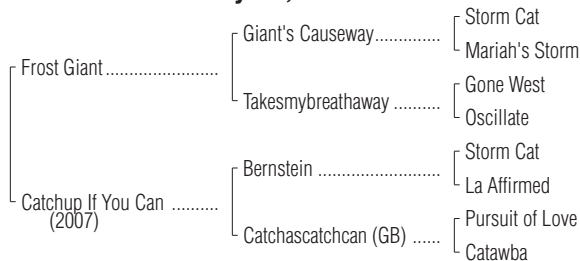 Storm Cat
Giant's Causeway..............
Mariah's Storm
Frost Giant........................
Gone West
Takesmybreathaway ..........
Oscillate
Storm Cat
Bernstein ..........................
La Affirmed
Catchup If You Can ..........
(2007)
Pursuit of Love
Catchascatchcan (GB) ......
Catawba